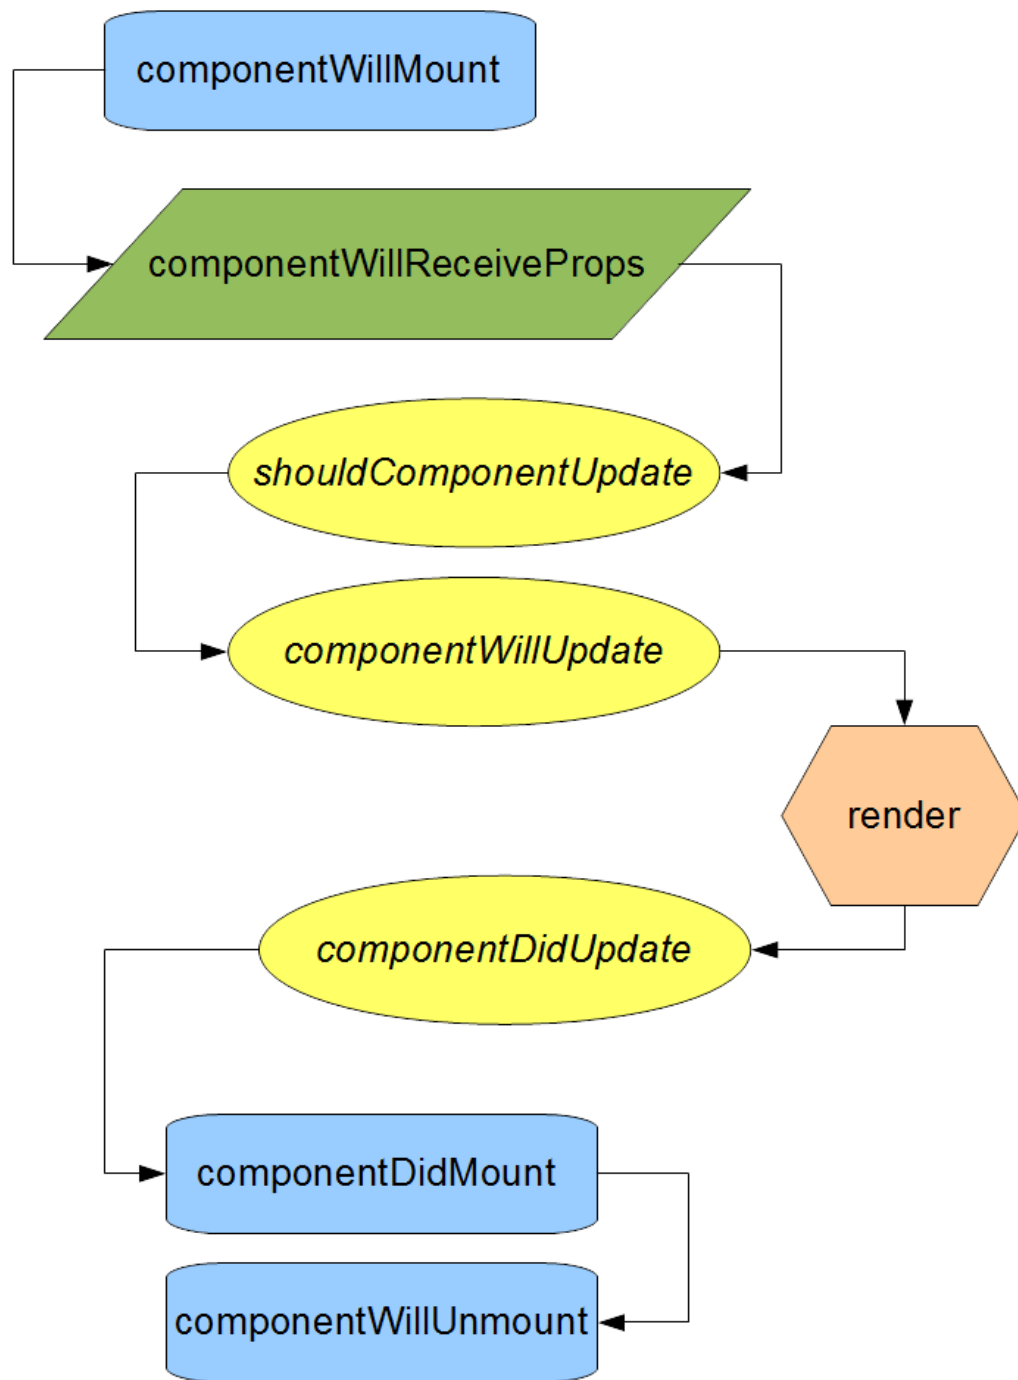 componentWillMount
componentWillReceiveProps
shouldComponentUpdate
componentWillUpdate
render
componentDidUpdate
componentDidMount
componentWillUnmount